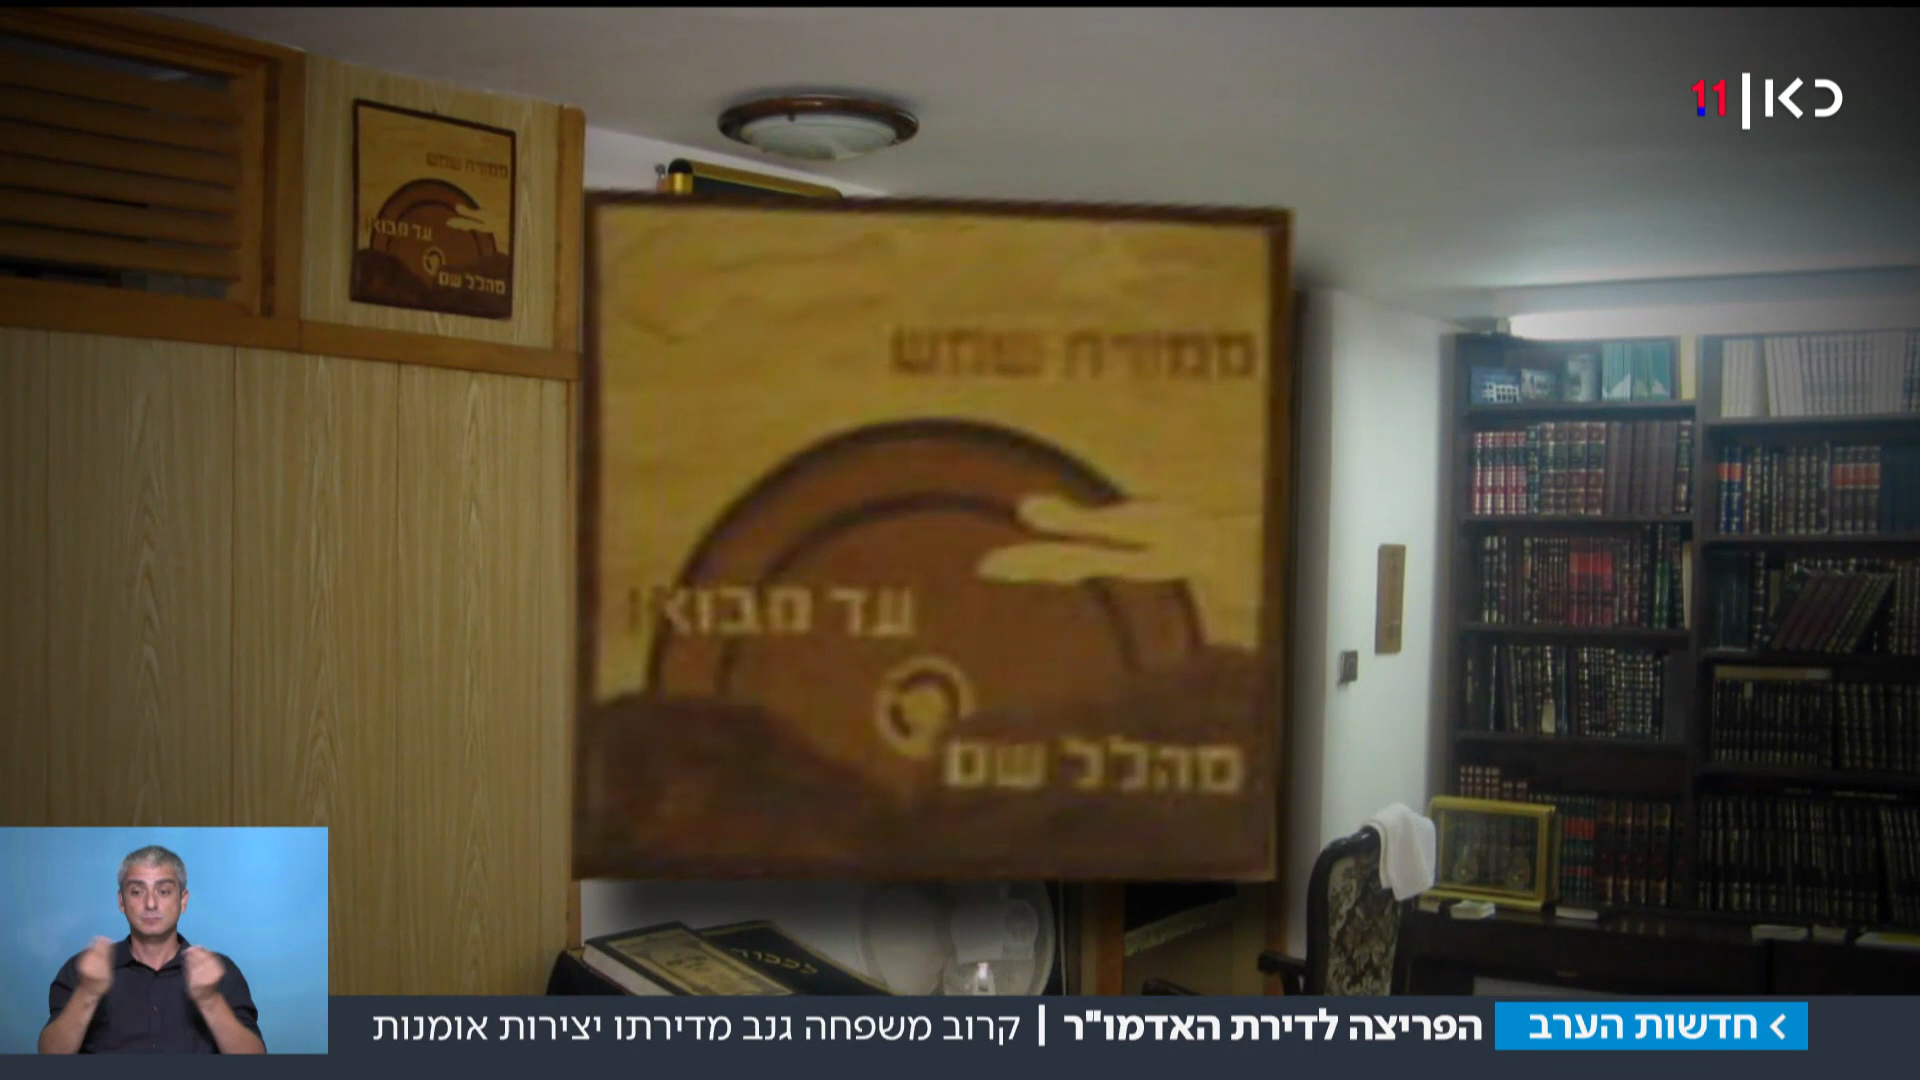 כאן|11
ממזרח שמש
עד מבואו
מהלל שם
ממזרח שמש
עד מבואו
מהלל שם
לכבוד
חדשות הערב
הפריצה לדירת האדמו"ר | קרוב משפחה גנב מדירתו יצירות אומנות